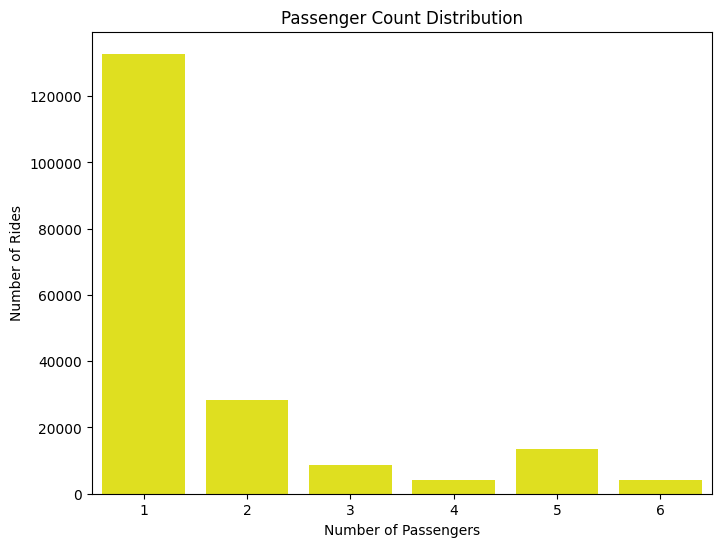 Passenger Count Distribution
120000
100000
80000
60000
40000
20000
0
Number of Rides
1 2 3 4 5 6
Number of Passengers